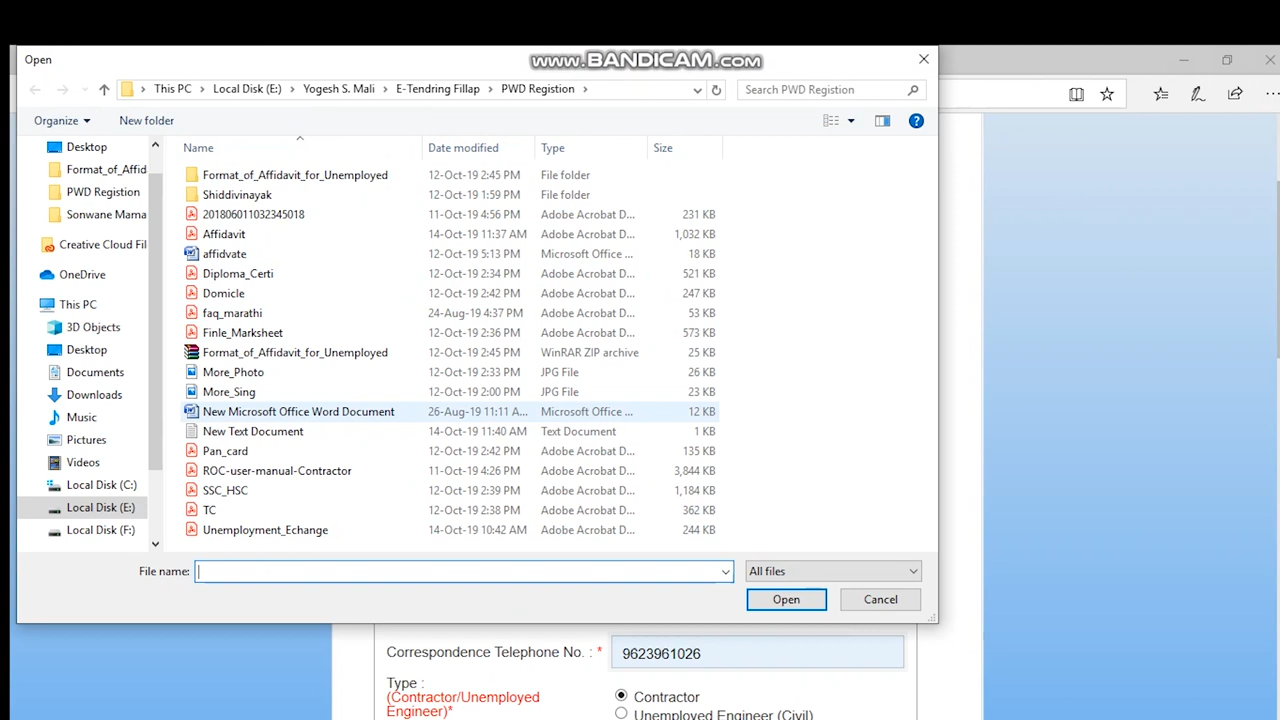 www.BANDICAM.com
Open
This PC > Local Disk (E:) > Yogesh S. Mali > E-Tendring Fillap > PWD Registion >
Search PWD Registion
Organize
New folder
Name
Date modified
Type
Size
Desktop
Format_of_Affid
PWD Registion
Sonwane Mama
Creative Cloud Fil
OneDrive
This PC
3D Objects
Desktop
Documents
Downloads
Music
Pictures
Videos
Local Disk (C:)
Local Disk (E:)
Local Disk (F:)
Format_of_Affidavit_for_Unemployed 12-Oct-19 2:45 PM File folder
Shiddivinayak 12-Oct-19 1:59 PM File folder
201806011032345018 11-Oct-19 4:56 PM Adobe Acrobat D... 231 KB
Affidavit 14-Oct-19 11:37 AM Adobe Acrobat D... 1,032 KB
affidvate 12-Oct-19 5:13 PM Microsoft Office ... 18 KB
Diploma_Certi 12-Oct-19 2:34 PM Adobe Acrobat D... 521 KB
Domicle 12-Oct-19 2:42 PM Adobe Acrobat D... 247 KB
faq_marathi 24-Aug-19 4:37 PM Adobe Acrobat D... 53 KB
Finle_Marksheet 12-Oct-19 2:36 PM Adobe Acrobat D... 573 KB
Format_of_Affidavit_for_Unemployed 12-Oct-19 2:45 PM WinRAR ZIP archive 25 KB
More_Photo 12-Oct-19 2:33 PM JPG File 26 KB
More_Sing 12-Oct-19 2:00 PM JPG File 23 KB
New Microsoft Office Word Document 26-Aug-19 11:11 A... Microsoft Office ... 12 KB
New Text Document 14-Oct-19 11:40 AM Text Document 1 KB
Pan_card 12-Oct-19 2:42 PM Adobe Acrobat D... 135 KB
ROC-user-manual-Contractor 11-Oct-19 4:26 PM Adobe Acrobat D... 3,844 KB
SSC_HSC 12-Oct-19 2:39 PM Adobe Acrobat D... 1,184 KB
TC 12-Oct-19 2:38 PM Adobe Acrobat D... 362 KB
Unemployment_Echange 14-Oct-19 10:42 AM Adobe Acrobat D... 244 KB
File name:
All files
Open
Cancel
Correspondence Telephone No. : * 9623961026
Type :
(Contractor/Unemployed
Engineer)*
Contractor
Unemployed Engineer (Civil)